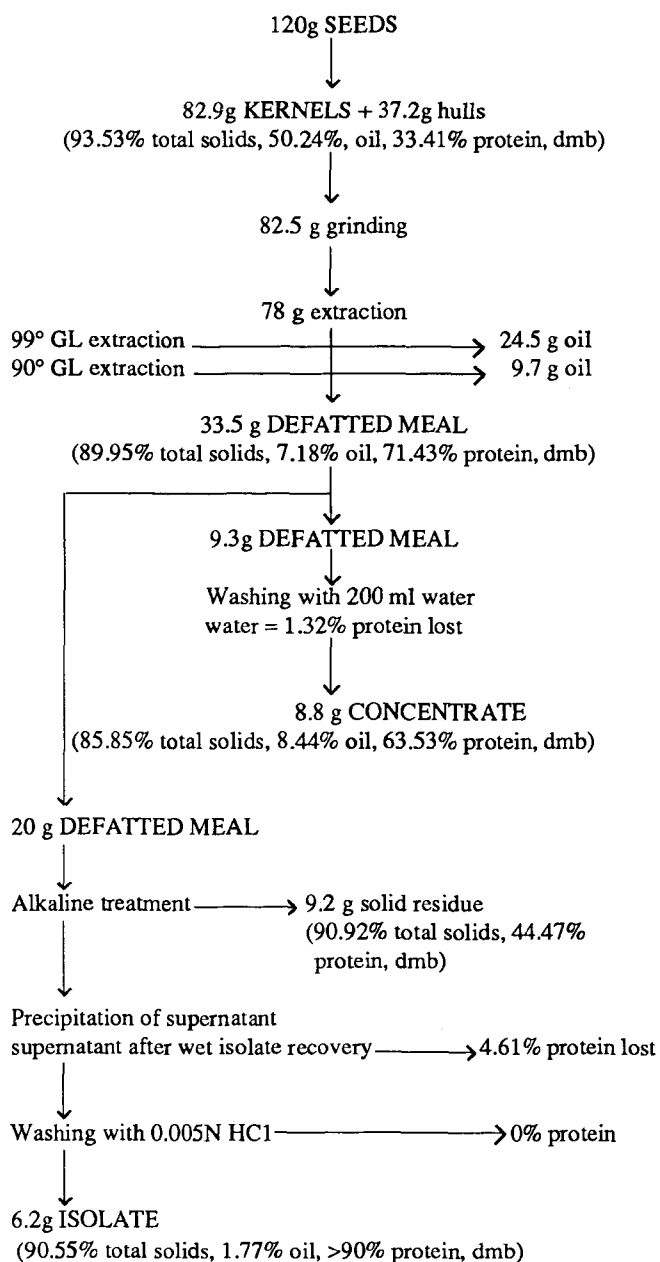 120g SEEDS
82.9g KERNELS + 37.2g hulls
(93.53% total solids, 50.24%, oil, 33.41% protein, dmb)
82.5 g grinding
78 g extraction
99° GL extraction 24.5 g oil
90° GL extraction 9.7 g oil
33.5 g DEFATTED MEAL
(89.95% total solids, 7.18% oil, 71.43% protein, dmb)
9.3g DEFATTED MEAL
Washing with 200 ml water
water = 1.32% protein lost
8.8 g CONCENTRATE
(85.85% total solids, 8.44% oil, 63.53% protein, dmb)
20 g DEFATTED MEAL
Alkaline treatment 9.2 g solid residue
(90.92% total solids, 44.47%
protein, dmb)
Precipitation of supernatant
supernatant after wet isolate recovery 4.61% protein lost
Washing with 0.005N HC1 0% protein
6.2g ISOLATE
(90.55% total solids, 1.77% oil, >90% protein, dmb)